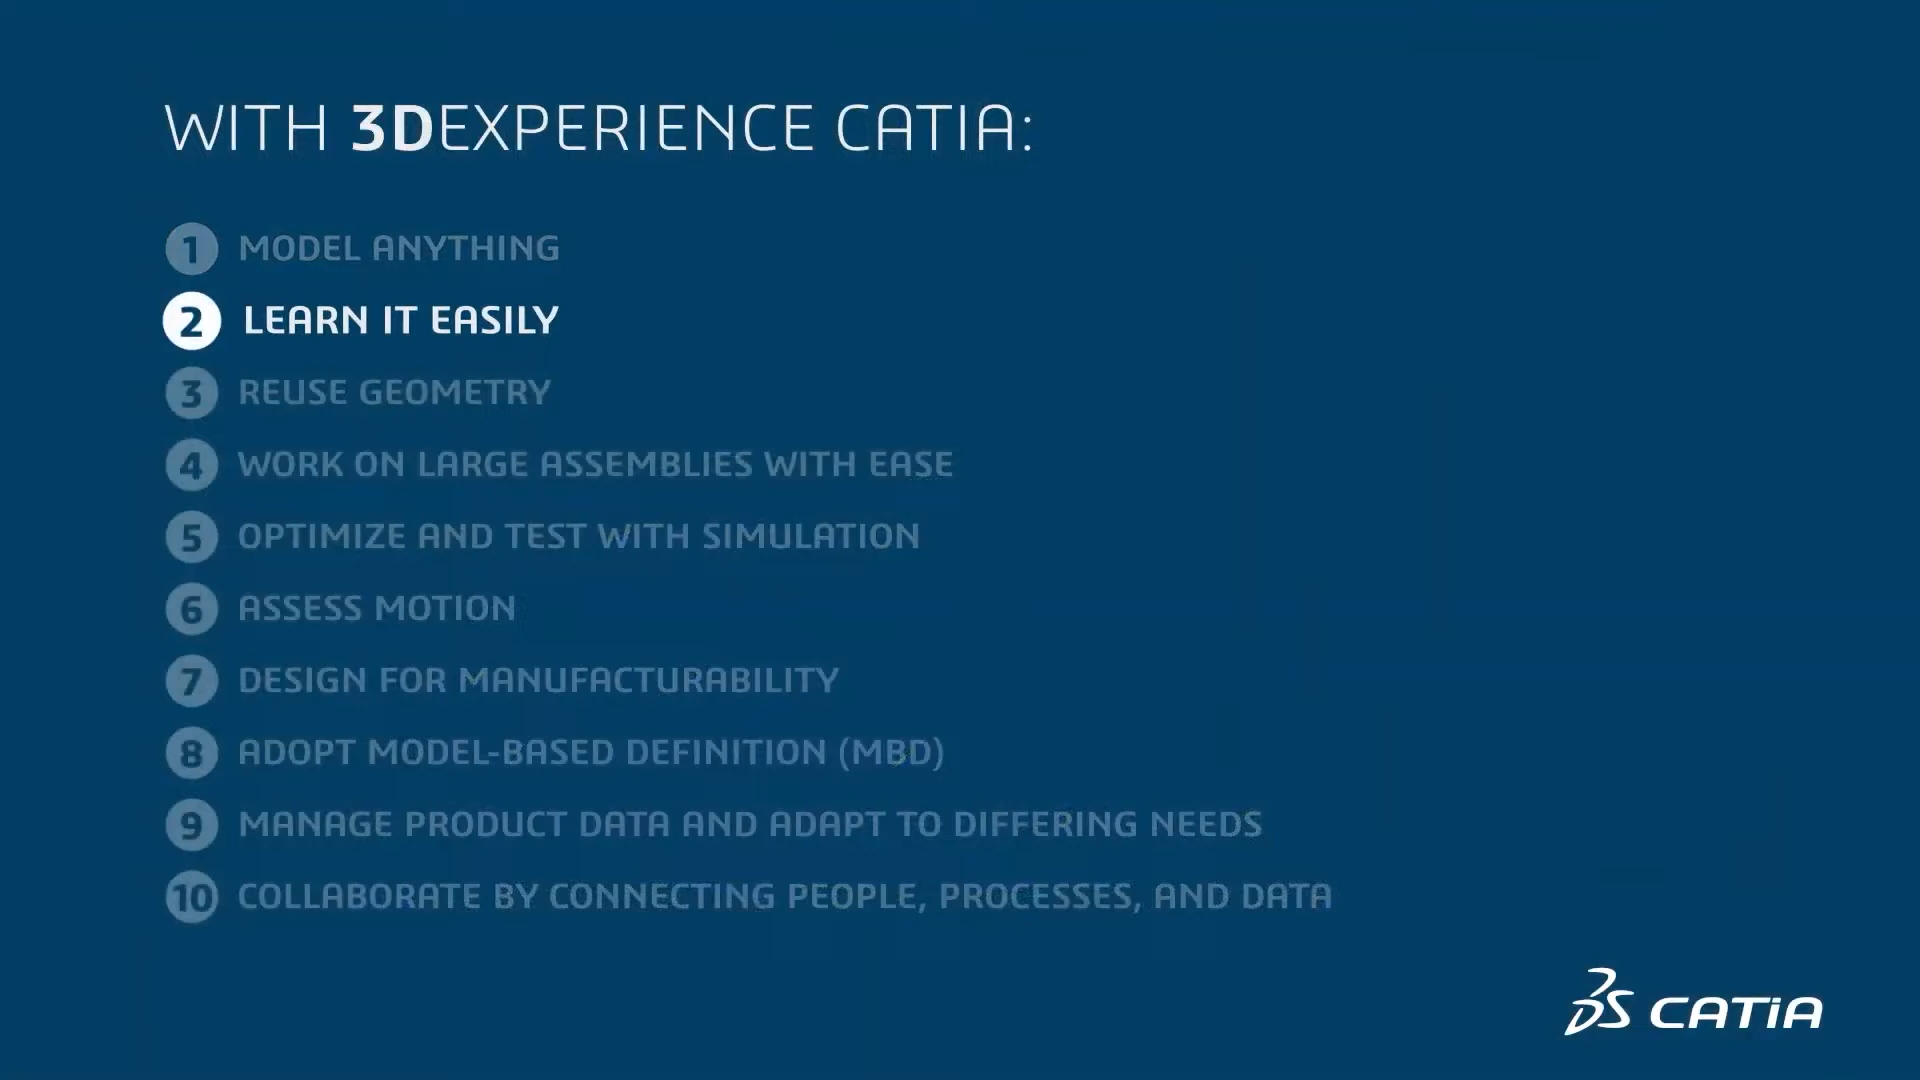 WITH 3DEXPERIENCE CATIA:
1 MODEL ANYTHING
2 LEARN IT EASILY
3 REUSE GEOMETRY
4 WORK ON LARGE ASSEMBLIES WITH EASE
5 OPTIMIZE AND TEST WITH SIMULATION
6 ASSESS MOTION
7 DESIGN FOR MANUFACTURABILITY
8 ADOPT MODEL-BASED DEFINITION (MBD)
9 MANAGE PRODUCT DATA AND ADAPT TO DIFFERING NEEDS
10 COLLABORATE BY CONNECTING PEOPLE, PROCESSES, AND DATA
3DS CATIA